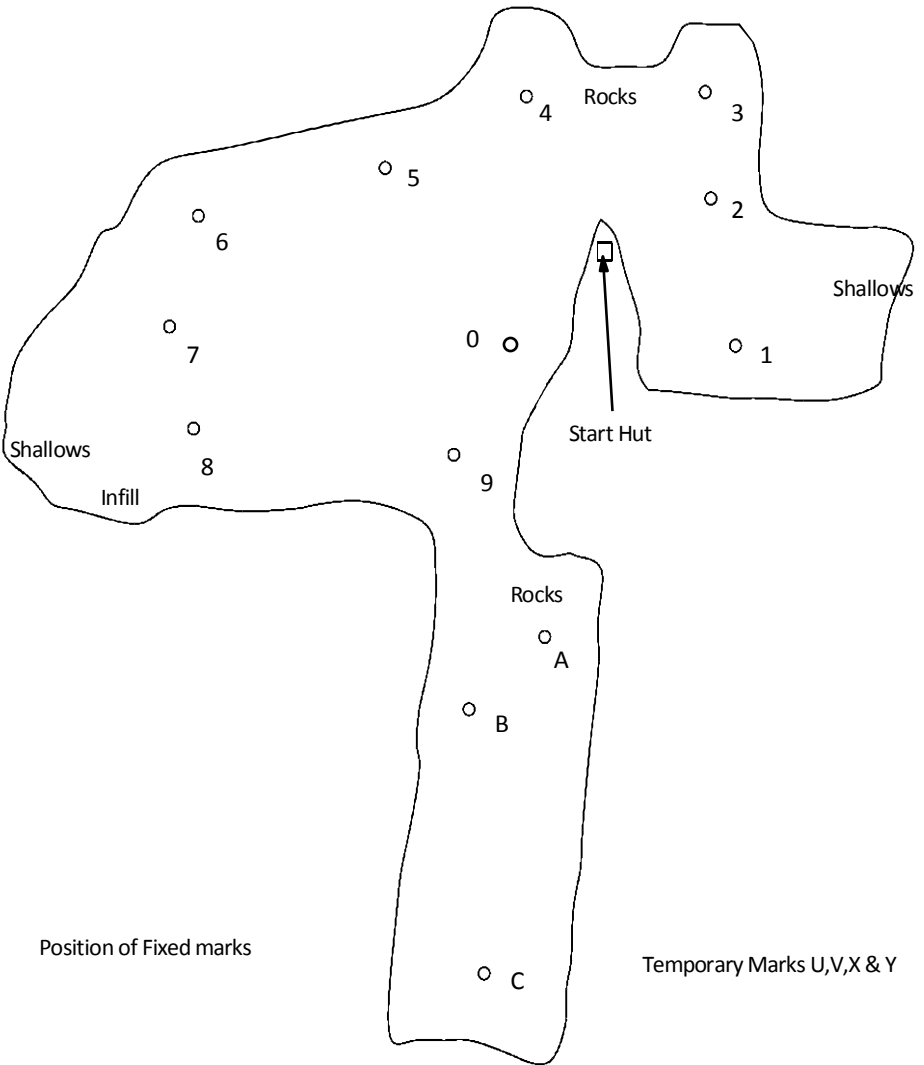 4
Rocks
3
5
2
6
Shallows
0
7
1
Start Hut
Shallows
8
9
Infill
Rocks
A
B
Position of Fixed marks
Temporary Marks U,V,X & Y
C